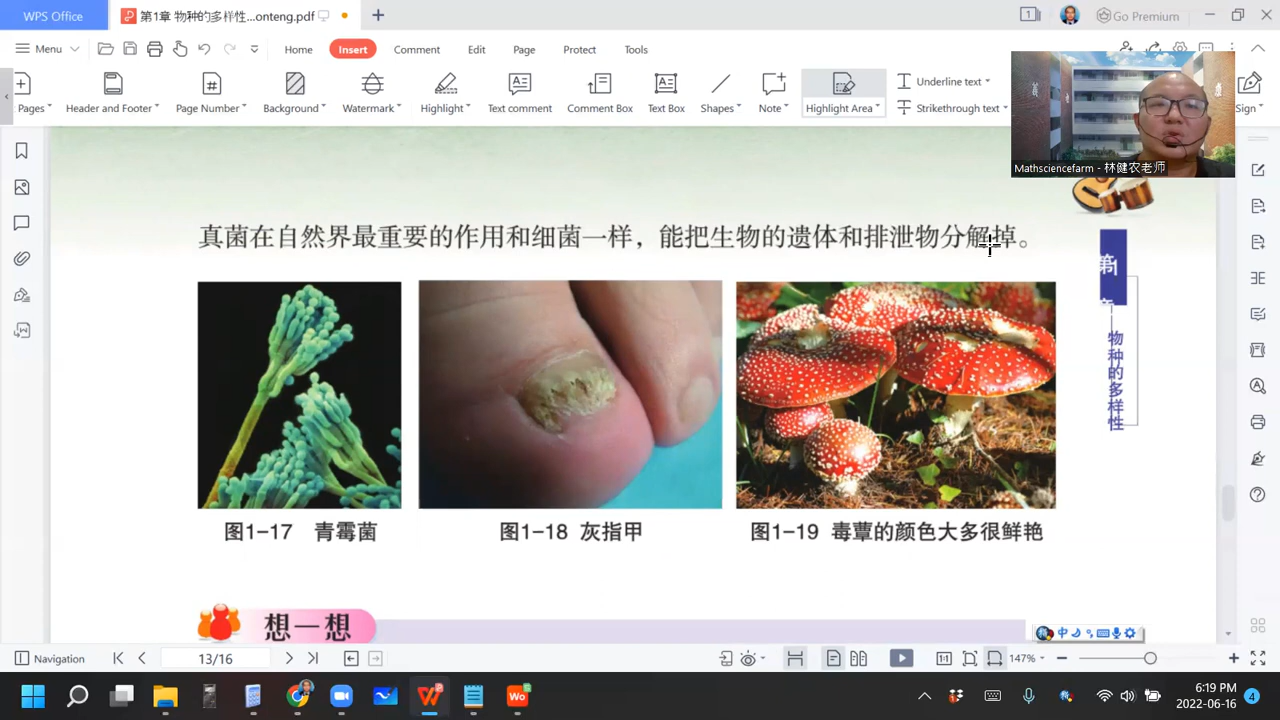 WPS Office
第1章 物种的多样性...onteng.pdf
1
Go Premium
Menu
Home
Insert
Comment
Edit
Page
Protect
Tools
Pages
Header and Footer
Page Number
Background
Watermark
Highlight
Text comment
Comment Box
Text Box
Shapes
Note
Highlight Area
Underline text
Strikethrough text
Sign
Mathsciencefarm - 林健农老师
真菌在自然界最重要的作用和细菌一样，能把生物的遗体和排泄物分解掉。
第1章
物种的多样性
图1-17 青霉菌
图1-18 灰指甲
图1-19 毒蕈的颜色大多很鲜艳
想一想
中
Navigation
13/16
147%
6:19 PM
2022-06-16
4